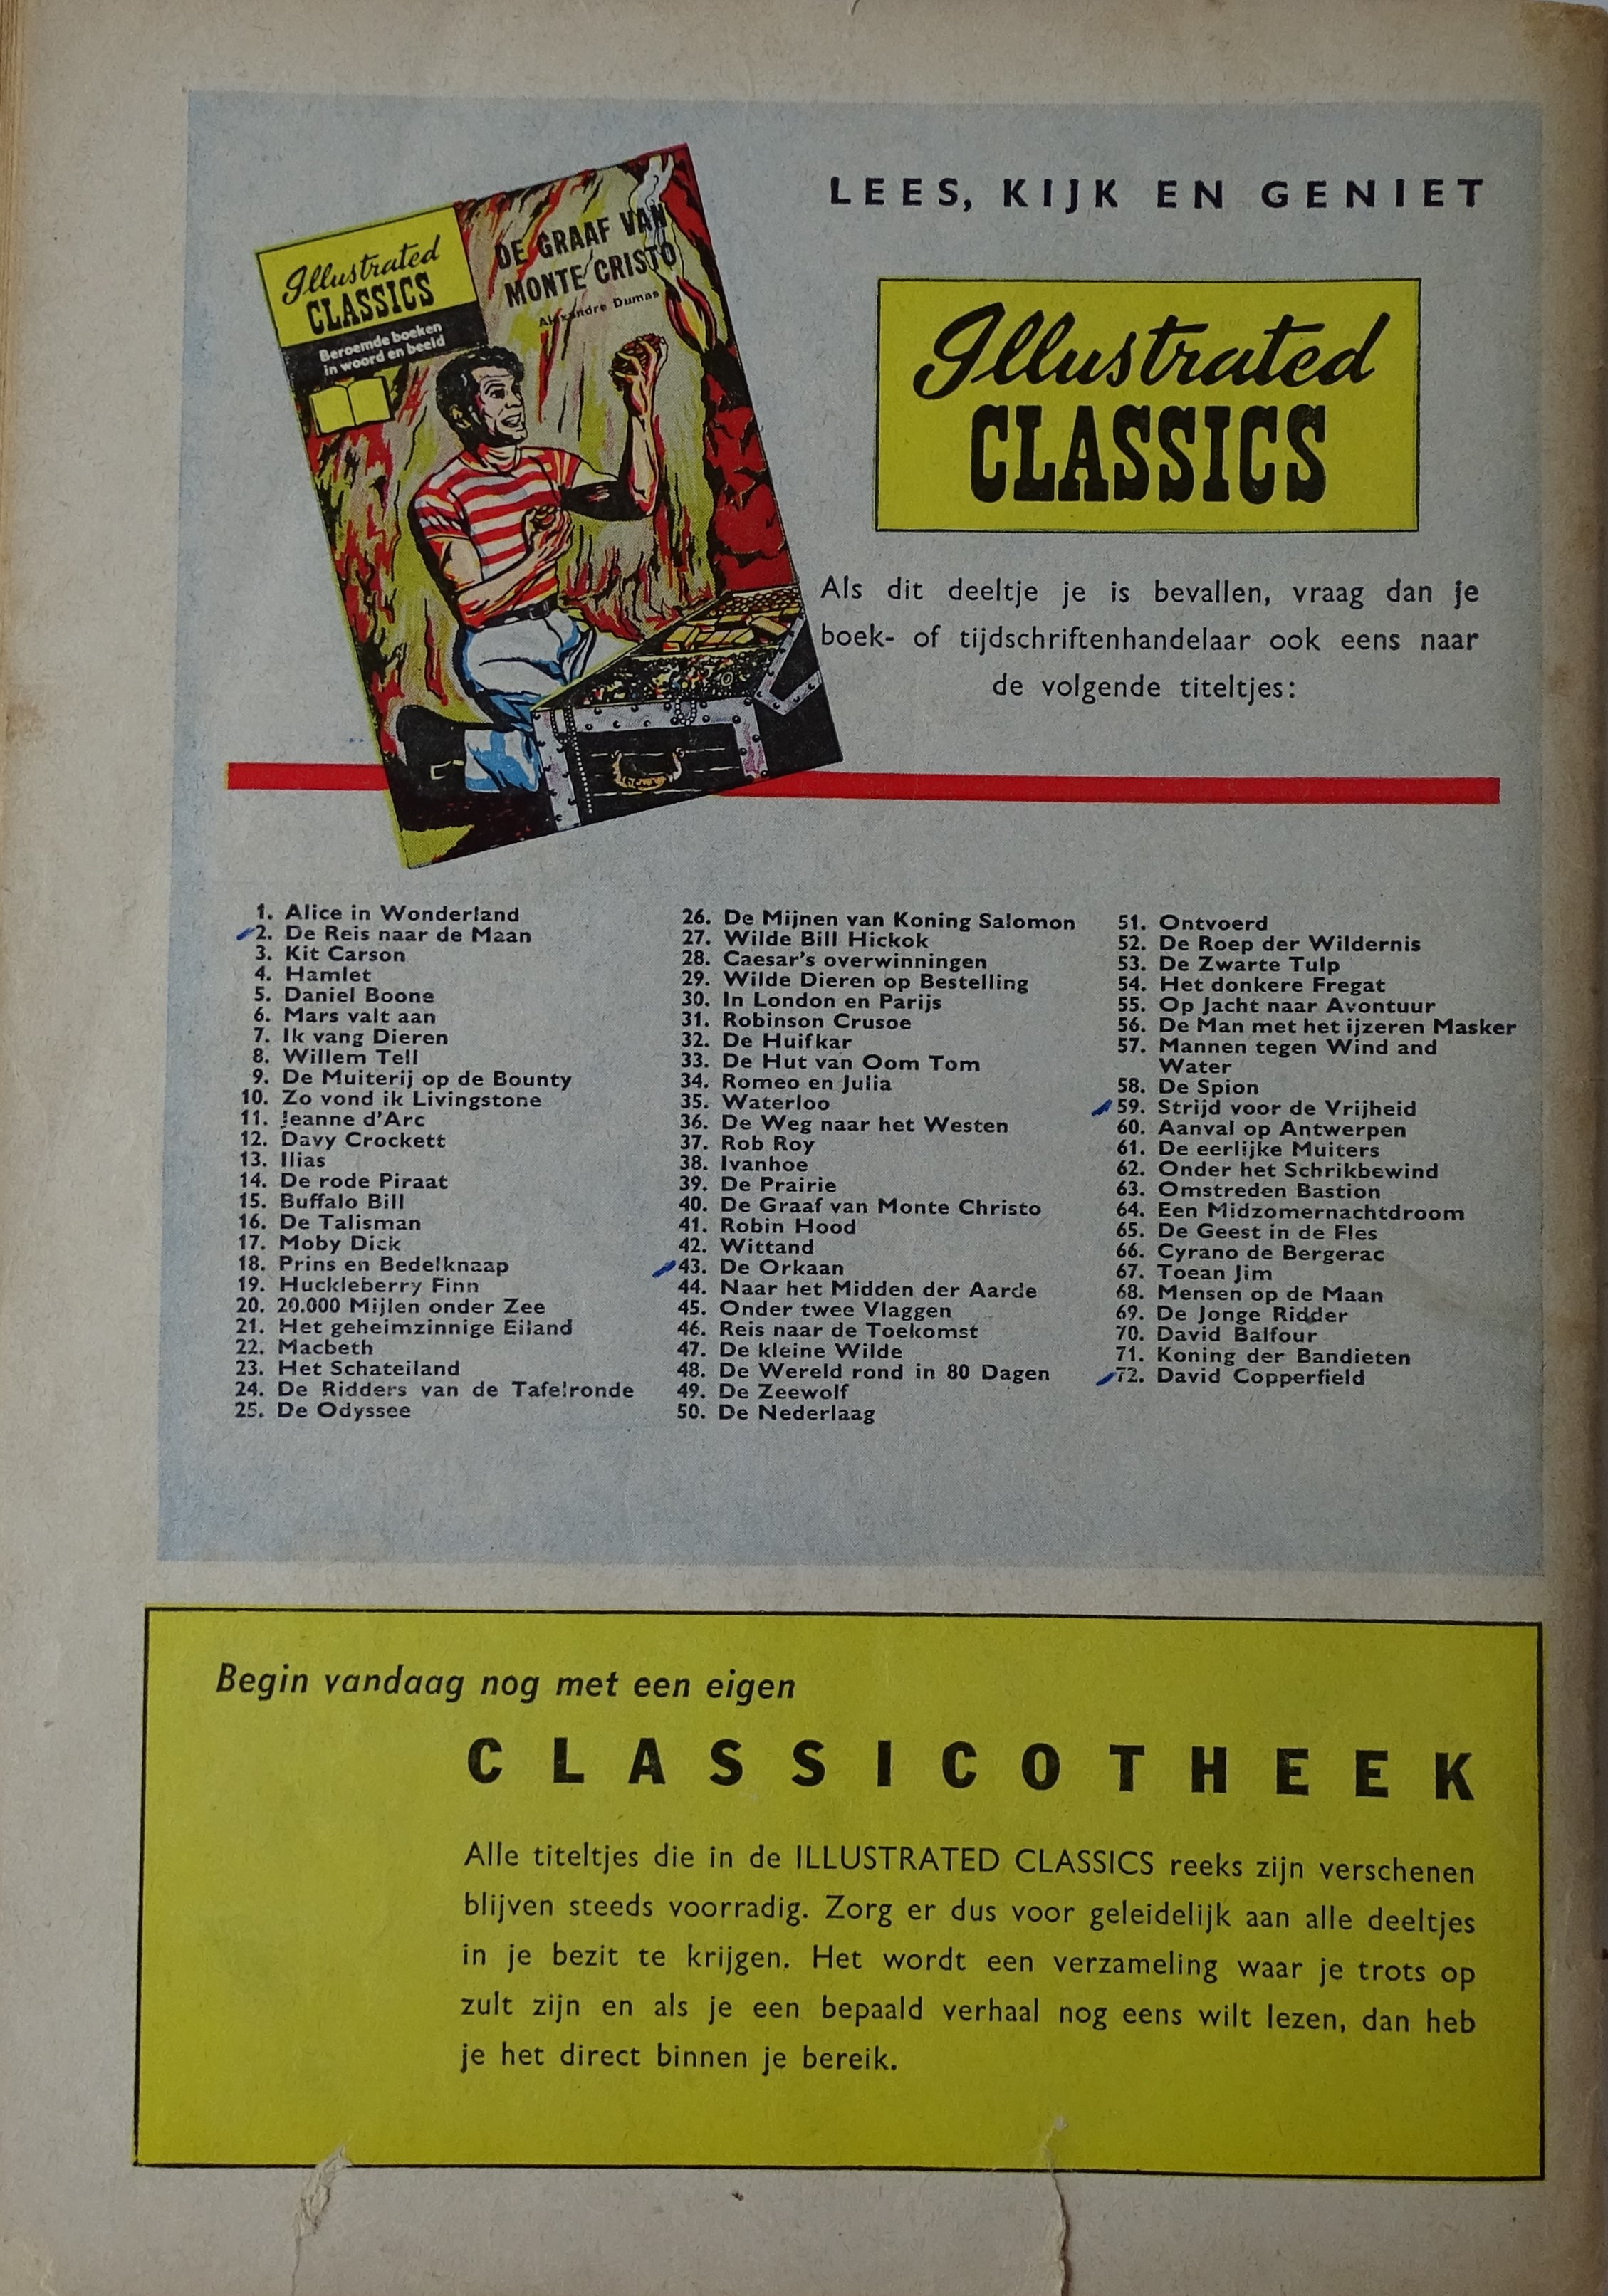 Illustrated
CLASSICS
Beroemde boeken
in woord en beeld
DE GRAAF VAN
MONTE CRISTO
Alexandre Dumas
LEES, KIJK EN GENIET
Illustrated
CLASSICS
Als dit deeltje je is bevallen, vraag dan je
boek- of tijdschriftenhandelaar ook eens naar
de volgende titeltjes:
1. Alice in Wonderland
2. De Reis naar de Maan
3. Kit Carson
4. Hamlet
5. Daniel Boone
6. Mars valt aan
7. Ik vang Dieren
8. Willem Tell
9. De Muiterij op de Bounty
10. Zo vond ik Livingstone
11. Jeanne d'Arc
12. Davy Crockett
13. Ilias
14. De rode Piraat
15. Buffalo Bill
16. De Talisman
17. Moby Dick
18. Prins en Bedelknaap
19. Huckleberry Finn
20. 20.000 Mijlen onder Zee
21. Het geheimzinnige Eiland
22. Macbeth
23. Het Schateiland
24. De Ridders van de Tafelronde
25. De Odyssee
26. De Mijnen van Koning Salomon
27. Wilde Bill Hickok
28. Caesar's overwinningen
29. Wilde Dieren op Bestelling
30. In London en Parijs
31. Robinson Crusoe
32. De Huifkar
33. De Hut van Oom Tom
34. Romeo en Julia
35. Waterloo
36. De Weg naar het Westen
37. Rob Roy
38. Ivanhoe
39. De Prairie
40. De Graaf van Monte Christo
41. Robin Hood
42. Wittand
43. De Orkaan
44. Naar het Midden der Aarde
45. Onder twee Vlaggen
46. Reis naar de Toekomst
47. De kleine Wilde
48. De Wereld rond in 80 Dagen
49. De Zeewolf
50. De Nederlaag
51. Ontvoerd
52. De Roep der Wildernis
53. De Zwarte Tulp
54. Het donkere Fregat
55. Op Jacht naar Avontuur
56. De Man met het ijzeren Masker
57. Mannen tegen Wind and
Water
58. De Spion
59. Strijd voor de Vrijheid
60. Aanval op Antwerpen
61. De eerlijke Muiters
62. Onder het Schrikbewind
63. Omstreden Bastion
64. Een Midzomernachtdroom
65. De Geest in de Fles
66. Cyrano de Bergerac
67. Toean Jim
68. Mensen op de Maan
69. De Jonge Ridder
70. David Balfour
71. Koning der Bandieten
72. David Copperfield
Begin vandaag nog met een eigen
CLASSICOTHEEK
Alle titeltjes die in de ILLUSTRATED CLASSICS reeks zijn verschenen
blijven steeds voorradig. Zorg er dus voor geleidelijk aan alle deeltjes
in je bezit te krijgen. Het wordt een verzameling waar je trots op
zult zijn en als je een bepaald verhaal nog eens wilt lezen, dan heb
je het direct binnen je bereik.